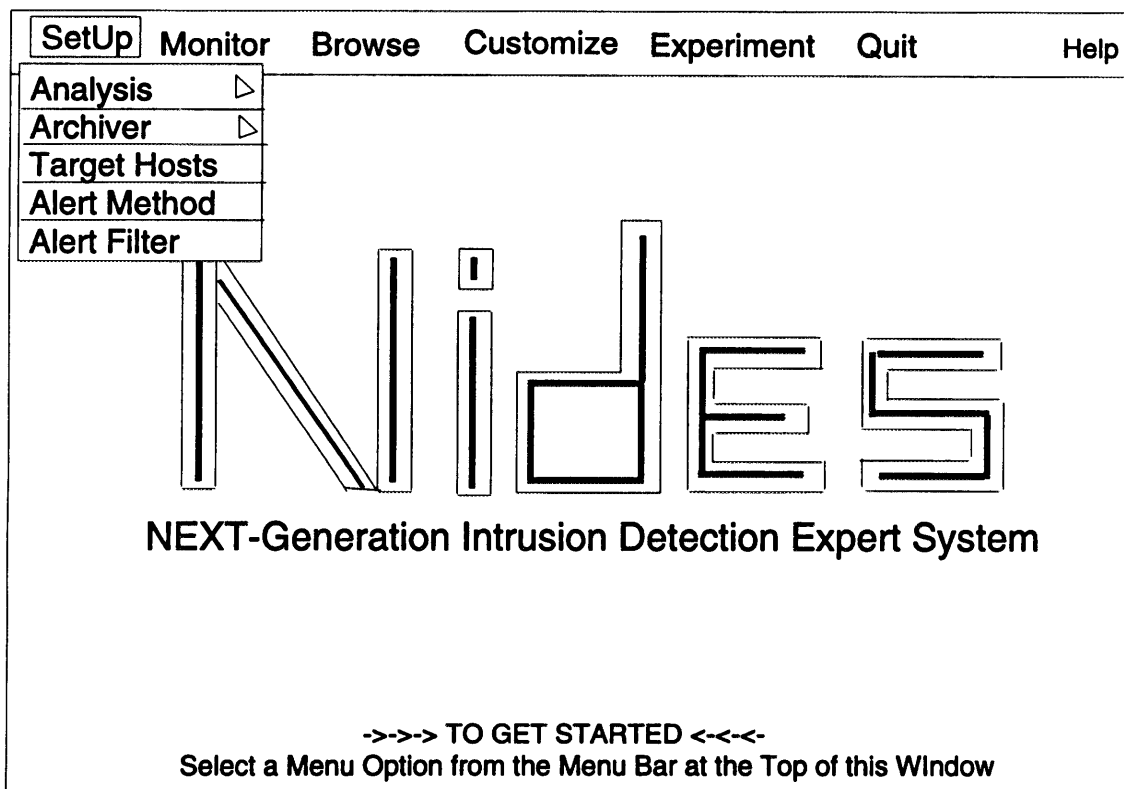 SetUp Monitor Browse Customize Experiment Quit Help
Analysis
Archiver
Target Hosts
Alert Method
Alert Filter
NidES
NEXT-Generation Intrusion Detection Expert System
->->-> TO GET STARTED <-<-<-
Select a Menu Option from the Menu Bar at the Top of this WIndow